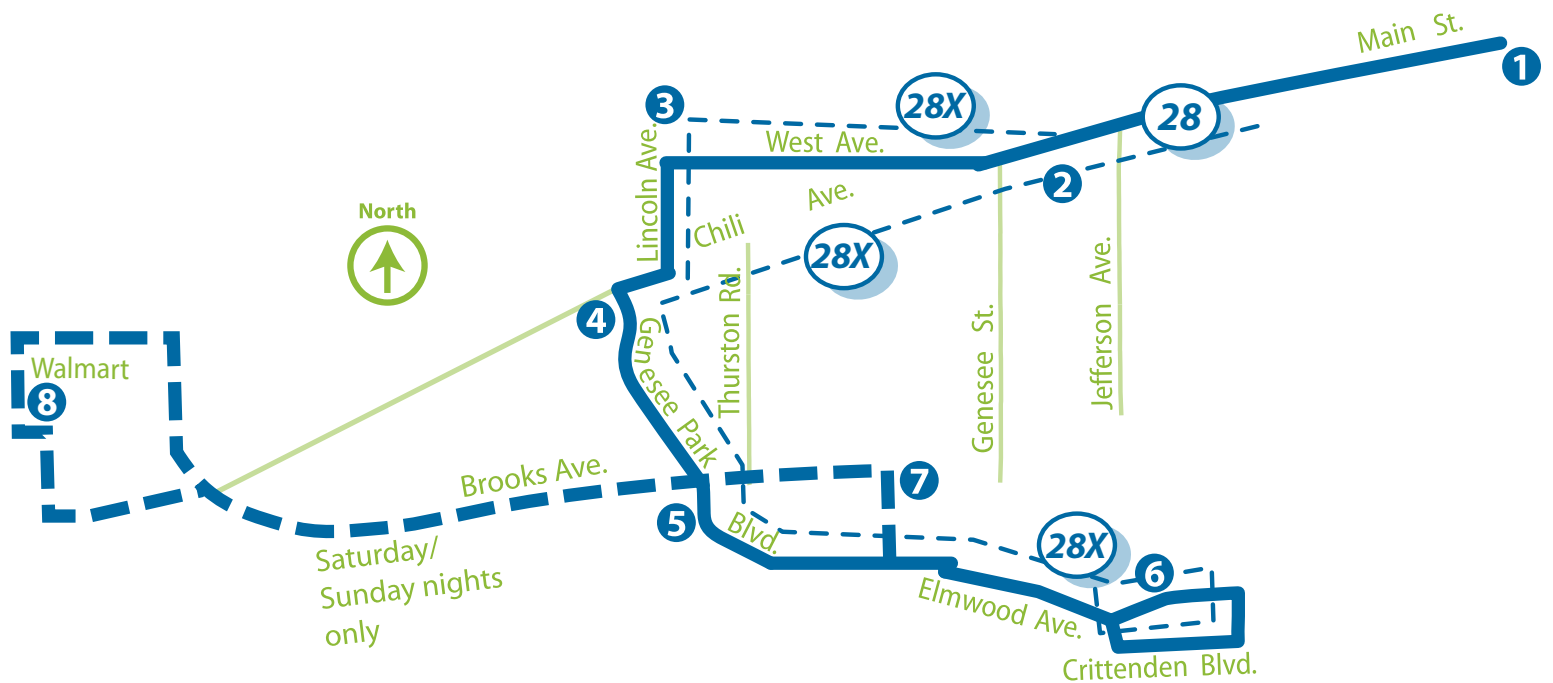 Main St.
1
28X
28
3
West Ave.
Lincoln Ave.
2
Chili Ave.
North
28X
Thurston Rd.
Genesee St.
Jefferson Ave.
4
Genesee Park Blvd.
Walmart
8
Brooks Ave.
7
5
Saturday/
Sunday nights
only
28X
6
Elmwood Ave.
Crittenden Blvd.